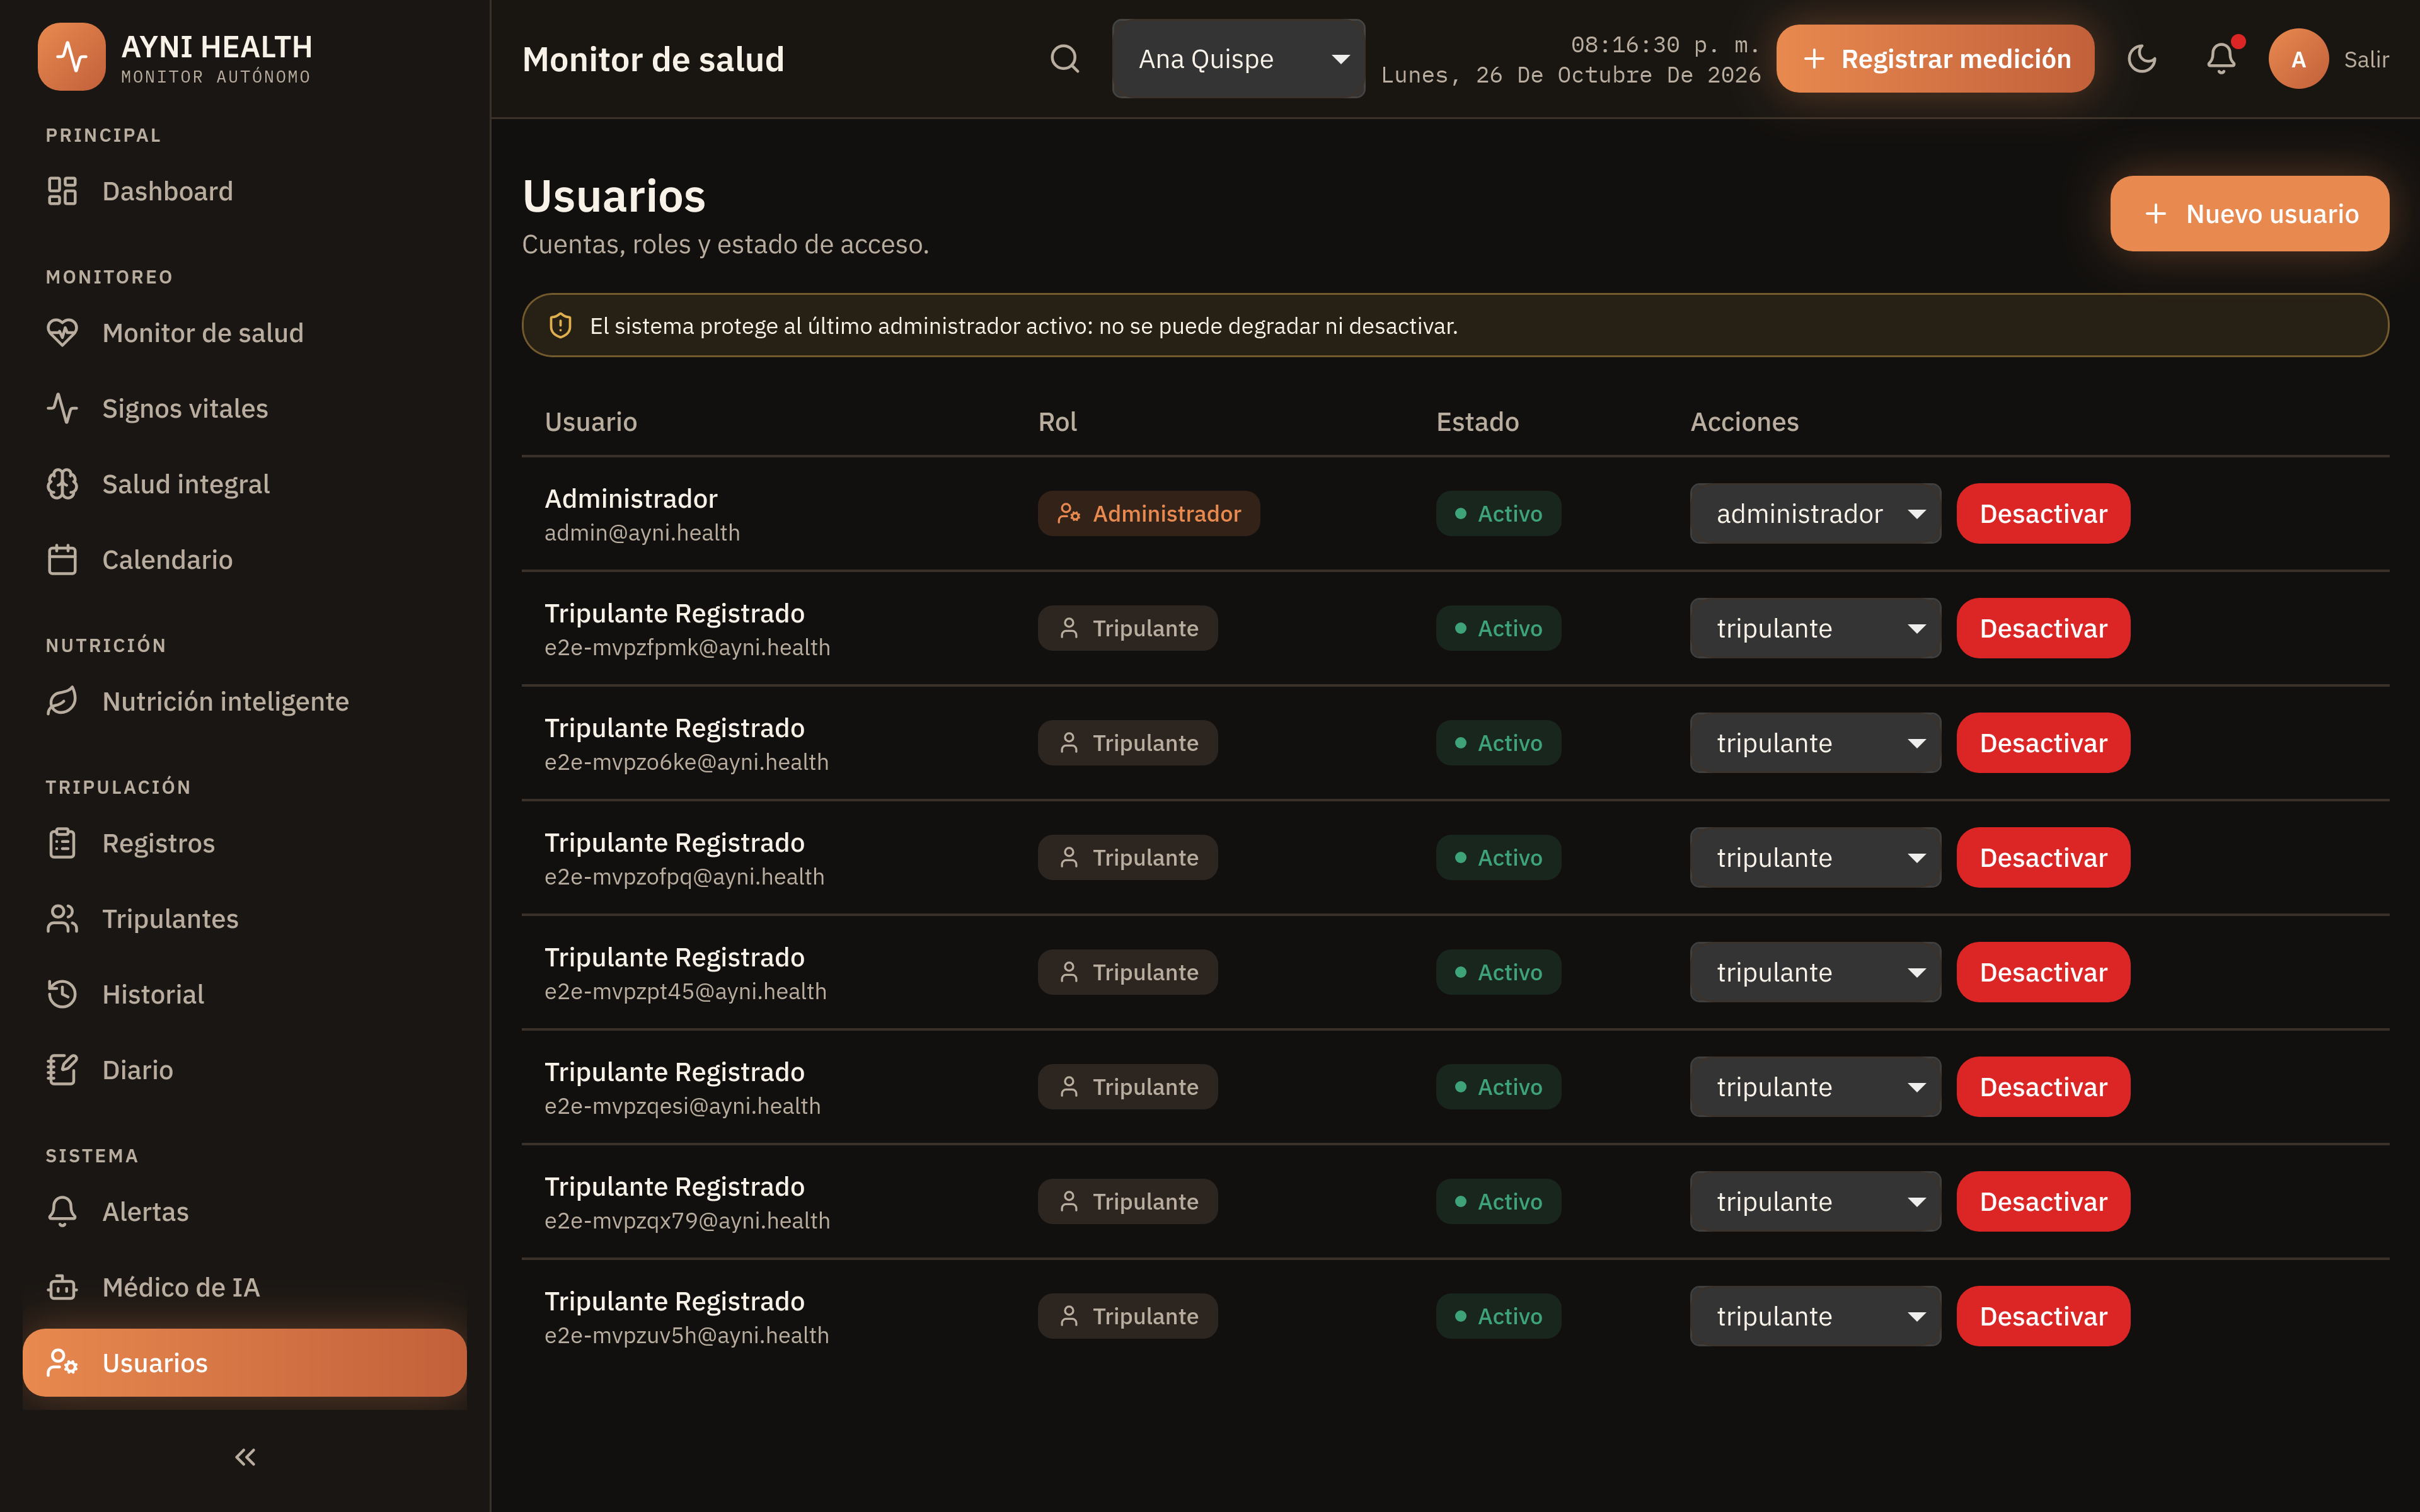 AYNI HEALTH
MONITOR AUTÓNOMO
PRINCIPAL
Dashboard
MONITOREO
Monitor de salud
Signos vitales
Salud integral
Calendario
NUTRICIÓN
Nutrición inteligente
TRIPULACIÓN
Registros
Tripulantes
Historial
Diario
SISTEMA
Alertas
Médico de IA
Usuarios
Monitor de salud
Ana Quispe
08:16:30 p. m.
Lunes, 26 De Octubre De 2026
Registrar medición
A
Salir
Usuarios
Cuentas, roles y estado de acceso.
Nuevo usuario
El sistema protege al último administrador activo: no se puede degradar ni desactivar.
Usuario Rol Estado Acciones
Administrador
admin@ayni.health
Administrador Activo administrador Desactivar
Tripulante Registrado
e2e-mvpzfpmk@ayni.health
Tripulante Activo tripulante Desactivar
Tripulante Registrado
e2e-mvpzo6ke@ayni.health
Tripulante Activo tripulante Desactivar
Tripulante Registrado
e2e-mvpzofpq@ayni.health
Tripulante Activo tripulante Desactivar
Tripulante Registrado
e2e-mvpzpt45@ayni.health
Tripulante Activo tripulante Desactivar
Tripulante Registrado
e2e-mvpzqesi@ayni.health
Tripulante Activo tripulante Desactivar
Tripulante Registrado
e2e-mvpzqx79@ayni.health
Tripulante Activo tripulante Desactivar
Tripulante Registrado
e2e-mvpzuv5h@ayni.health
Tripulante Activo tripulante Desactivar